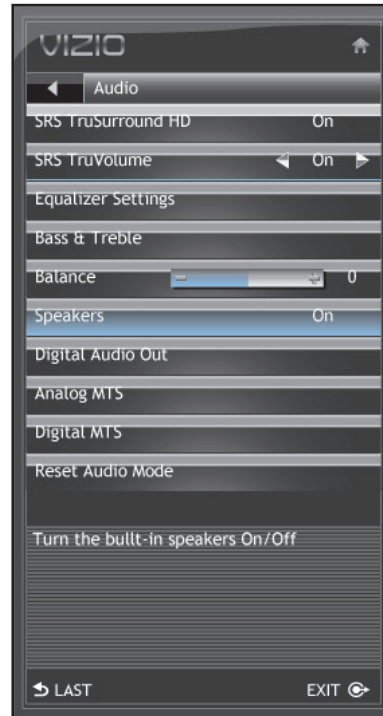 VIZIO
Audio
SRS TruSurround HD On
SRS TruVolume On
Equalizer Settings
Bass & Treble
Balance 0
Speakers On
Digital Audio Out
Analog MTS
Digital MTS
Reset Audio Mode
Turn the bullt-in speakers On/Off
LAST EXIT